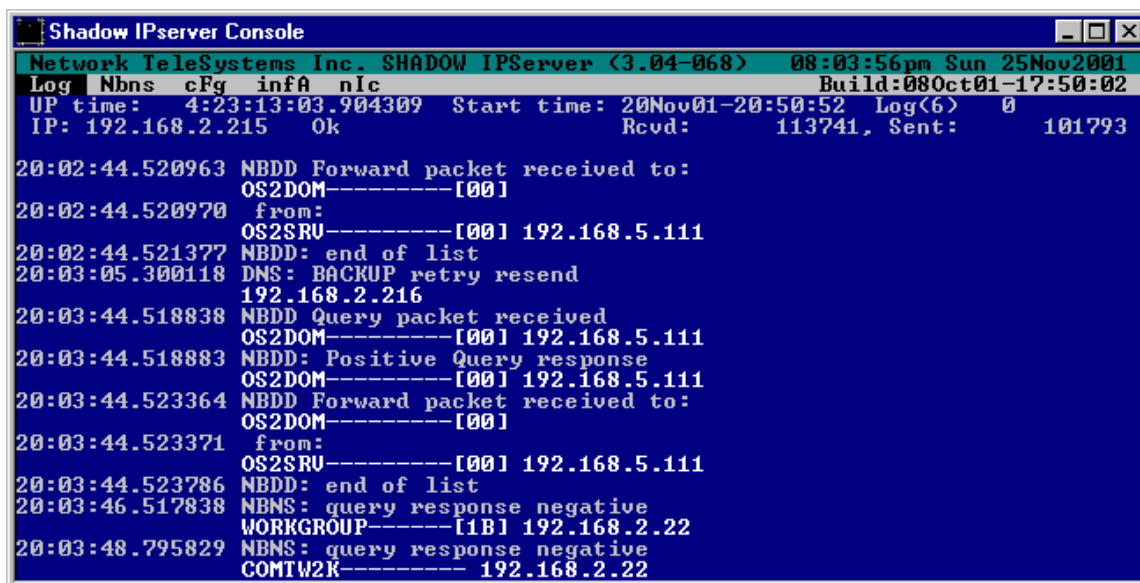 Shadow IPserver Console
Network TeleSystems Inc. SHADOW IPServer (3.04-068) 08:03:56pm Sun 25Nov2001
Log Nbns cFg infA nIc Build:08Oct01-17:50:02
UP time: 4:23:13:03.904309 Start time: 20Nov01-20:50:52 Log(6) 0
IP: 192.168.2.215 Ok Rcvd: 113741, Sent: 101793
20:02:44.520963 NBDD Forward packet received to:
OS2DOM---------[00]
20:02:44.520970 from:
OS2SRV---------[00] 192.168.5.111
20:02:44.521377 NBDD: end of list
20:03:05.300118 DNS: BACKUP retry resend
192.168.2.216
20:03:44.518838 NBDD Query packet received
OS2DOM---------[00] 192.168.5.111
20:03:44.518883 NBDD: Positive Query response
OS2DOM---------[00] 192.168.5.111
20:03:44.523364 NBDD Forward packet received to:
OS2DOM---------[00]
20:03:44.523371 from:
OS2SRV---------[00] 192.168.5.111
20:03:44.523786 NBDD: end of list
20:03:46.517838 NBNS: query response negative
WORKGROUP------[1B] 192.168.2.22
20:03:48.795829 NBNS: query response negative
COMTW2K--------- 192.168.2.22